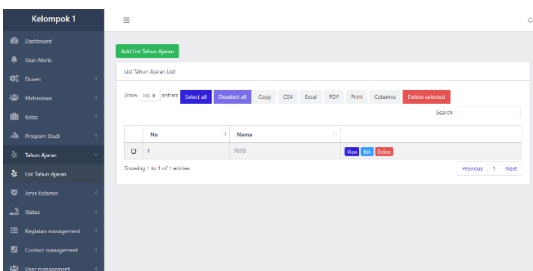 Kelompok 1
Dashboard
User Alerts
Dosen
Mahasiswa
Kelas
Program Studi
Tahun Ajaran
List Tahun Ajaran
Jenis Kelamin
Status
Kegiatan management
Contact management
User management
Add List Tahun Ajaran
List Tahun Ajaran List
Show 100 entries Select all Deselect all Copy CSV Excel PDF Print Columns Delete selected
Search:
No Nama
1 2020 View Edit Delete
Showing 1 to 1 of 1 entries
Previous 1 Next